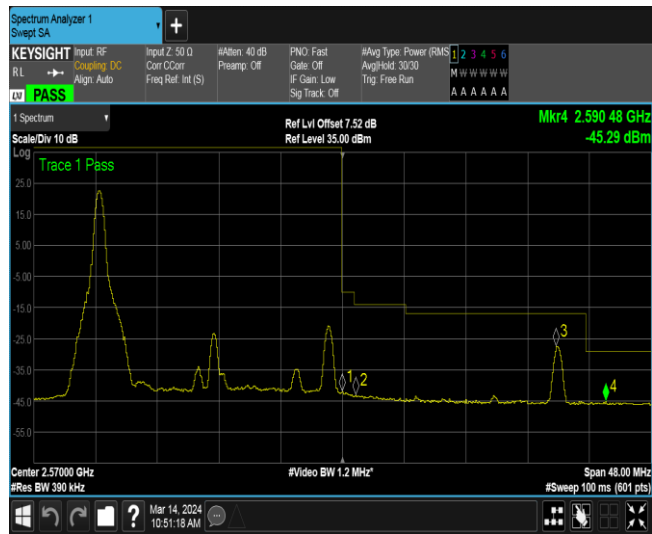 Spectrum Analyzer 1
Swept SA
KEYSIGHT
RL
LXI PASS
Input: RF
Coupling: DC
Align: Auto
Input Z: 50 Ω
Corr CCorr
Freq Ref: Int (S)
#Atten: 40 dB
Preamp: Off
PNO: Fast
Gate: Off
IF Gain: Low
Sig Track: Off
#Avg Type: Power (RMS
Avg|Hold: 30/30
Trig: Free Run
1 2 3 4 5 6
M W W W W W
A A A A A A
1 Spectrum
Scale/Div 10 dB
Ref Lvl Offset 7.52 dB
Ref Level 35.00 dBm
Mkr4 2.590 48 GHz
-45.29 dBm
Log
Trace 1 Pass
25.0
15.0
5.00
-5.00
-15.0
-25.0
-35.0
-45.0
-55.0
1
2
3
4
Center 2.57000 GHz
#Res BW 390 kHz
#Video BW 1.2 MHz*
Span 48.00 MHz
#Sweep 100 ms (601 pts)
?
Mar 14, 2024
10:51:18 AM